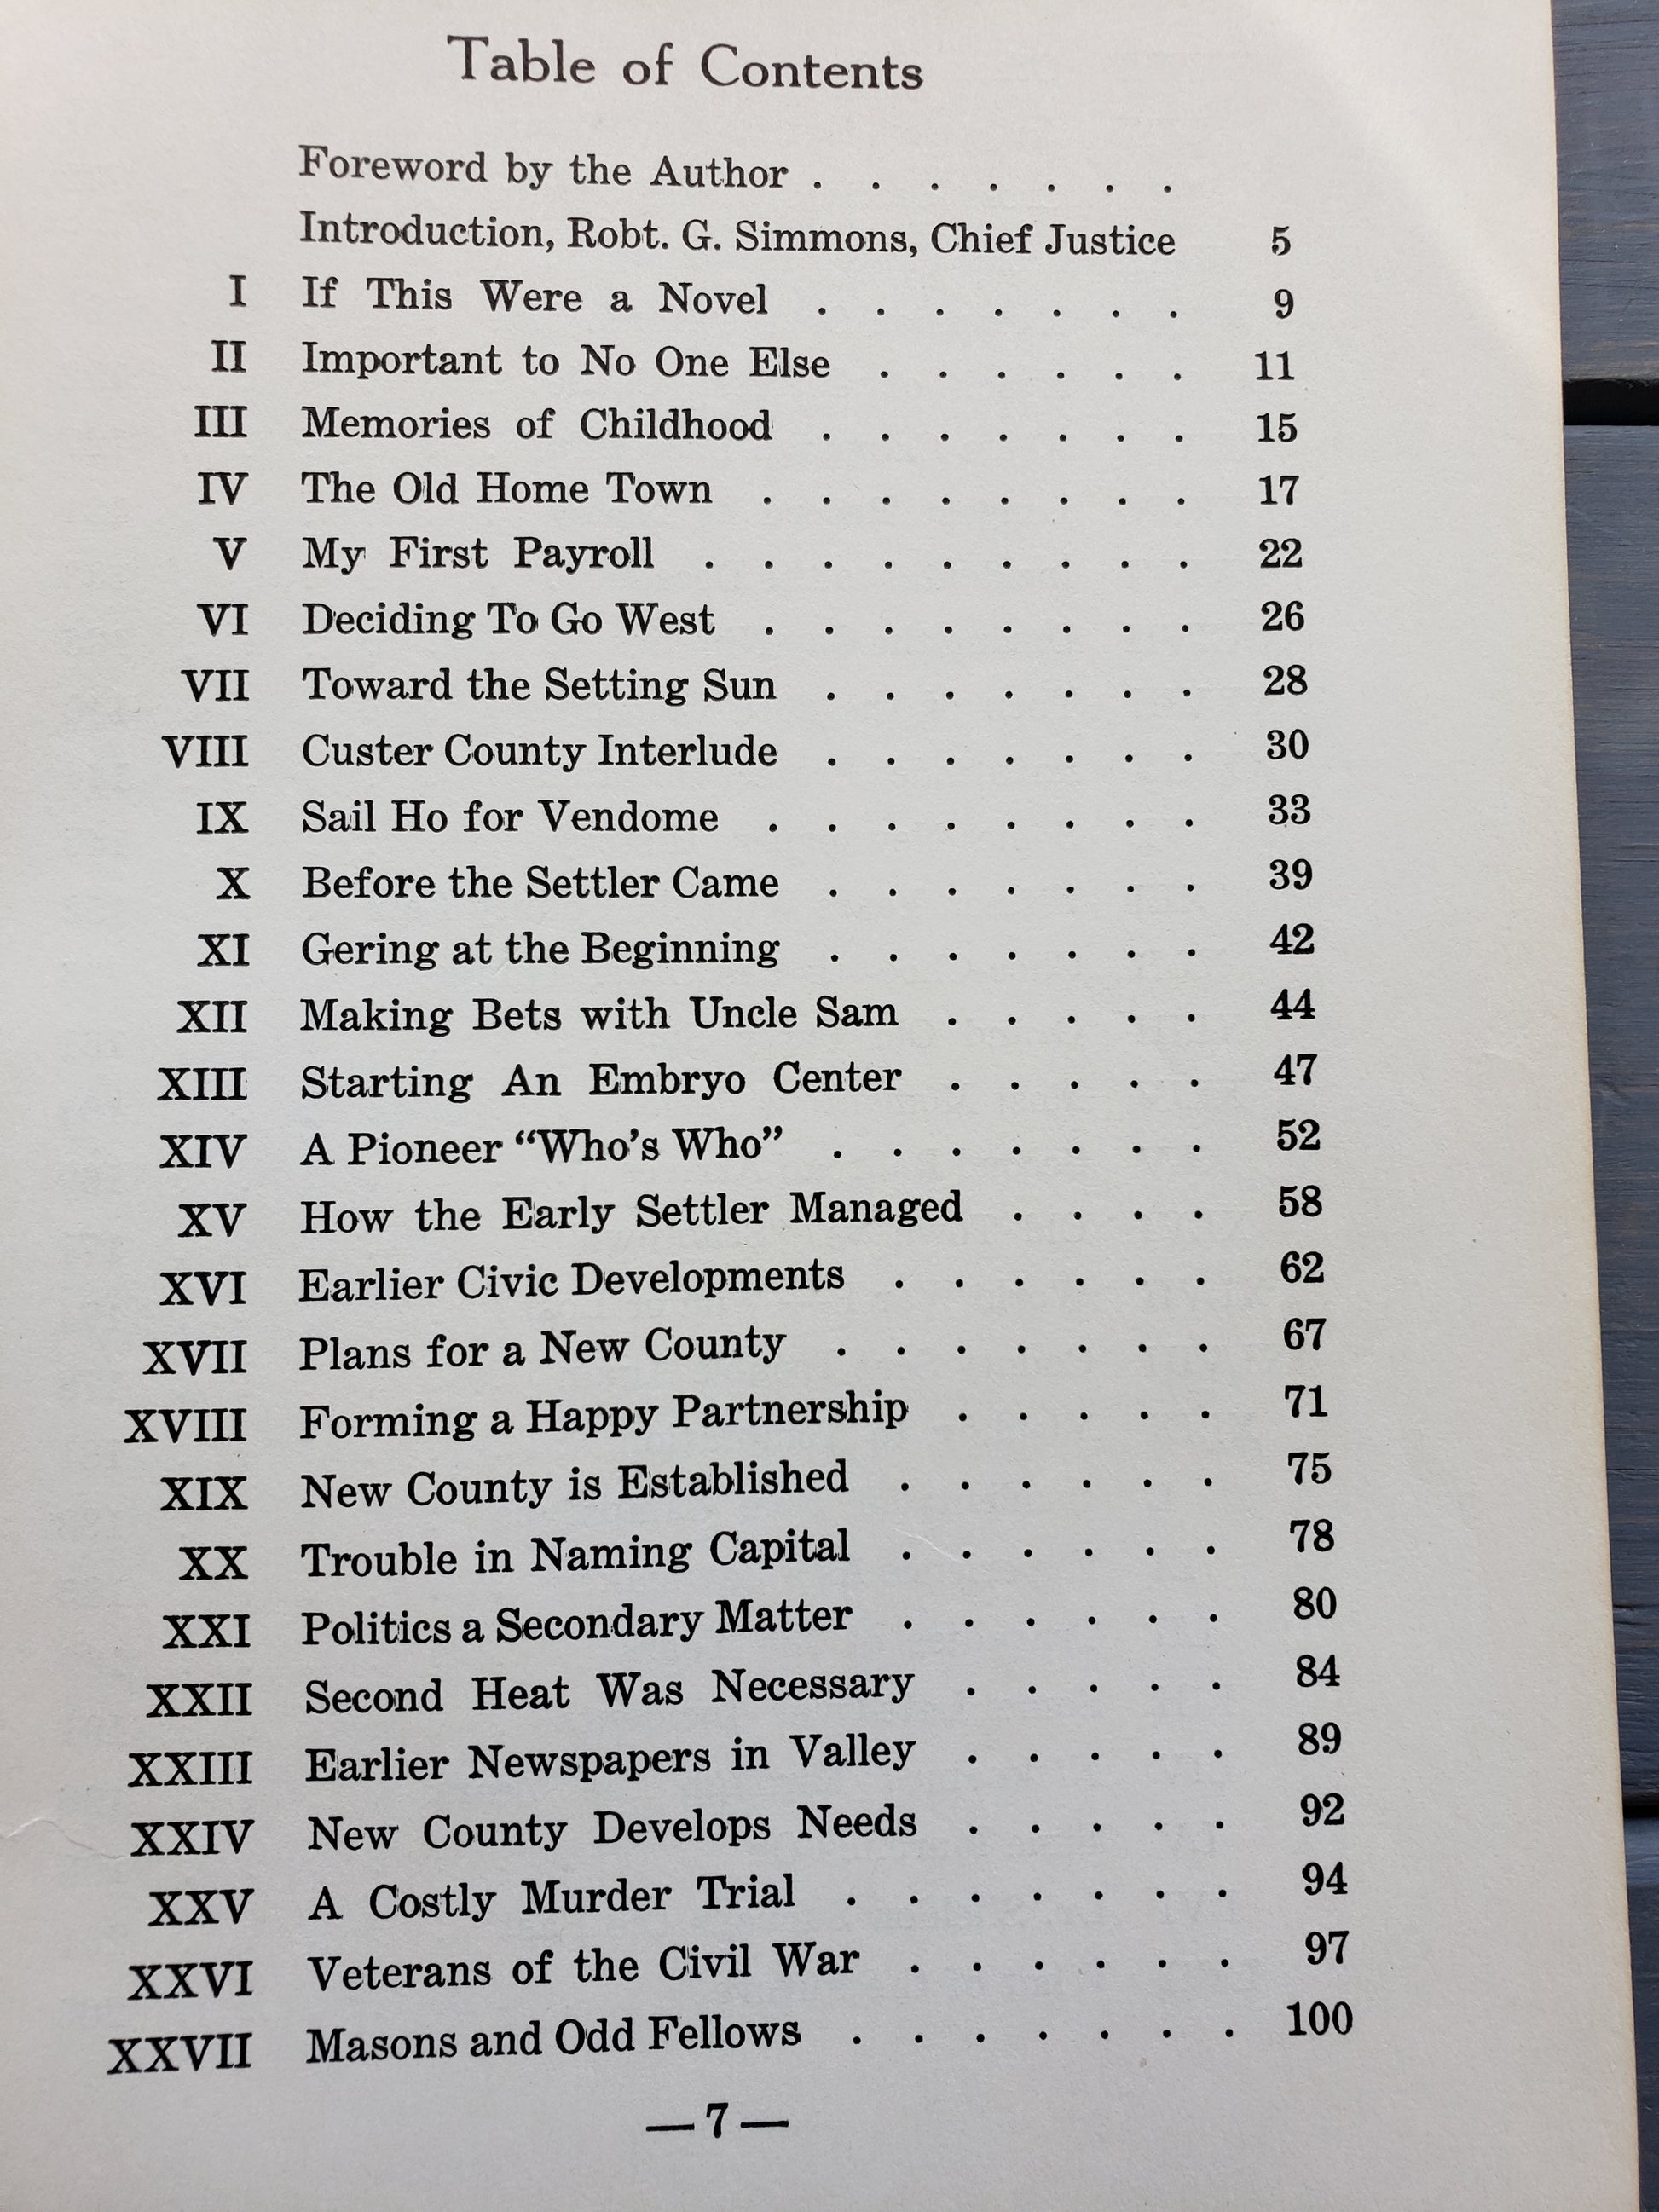 Table of Contents
Foreword by the Author . . . . . . .
Introduction, Robt. G. Simmons, Chief Justice 5
I If This Were a Novel . . . . . . . 9
II Important to No One Else . . . . . . 11
III Memories of Childhood . . . . . . . 15
IV The Old Home Town . . . . . . . . 17
V My First Payroll . . . . . . . . . 22
VI Deciding To Go West . . . . . . . . 26
VII Toward the Setting Sun . . . . . . . 28
VIII Custer County Interlude . . . . . . . 30
IX Sail Ho for Vendome . . . . . . . . 33
X Before the Settler Came . . . . . . . 39
XI Gering at the Beginning . . . . . . . 42
XII Making Bets with Uncle Sam . . . . . 44
XIII Starting An Embryo Center . . . . . 47
XIV A Pioneer “Who’s Who” . . . . . . . 52
XV How the Early Settler Managed . . . . 58
XVI Earlier Civic Developments . . . . . . 62
XVII Plans for a New County . . . . . . . 67
XVIII Forming a Happy Partnership . . . . . 71
XIX New County is Established . . . . . . 75
XX Trouble in Naming Capital . . . . . . 78
XXI Politics a Secondary Matter . . . . . . 80
XXII Second Heat Was Necessary . . . . . 84
XXIII Earlier Newspapers in Valley . . . . . 89
XXIV New County Develops Needs . . . . . 92
XXV A Costly Murder Trial . . . . . . . 94
XXVI Veterans of the Civil War . . . . . . 97
XXVII Masons and Odd Fellows . . . . . . . 100
—7—